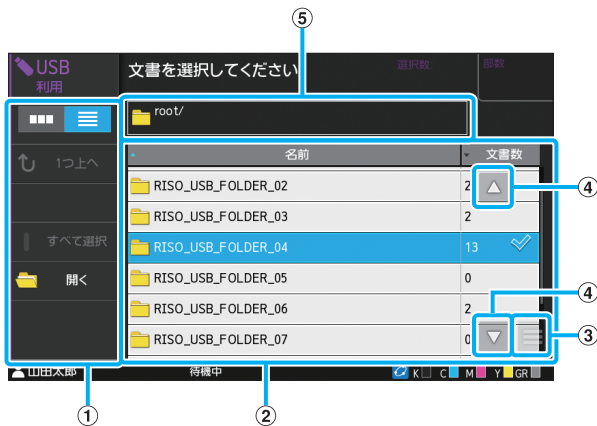 ⑤
USB
利用
文書を選択してください
選択数:
部数
root/
1つ上へ
すべて選択
開く
名前
文書数
RISO_USB_FOLDER_02
2
④
RISO_USB_FOLDER_03
2
RISO_USB_FOLDER_04
13
RISO_USB_FOLDER_05
0
④
RISO_USB_FOLDER_06
2
RISO_USB_FOLDER_07
0
③
山田太郎
待機中
K C M Y GR
① ②